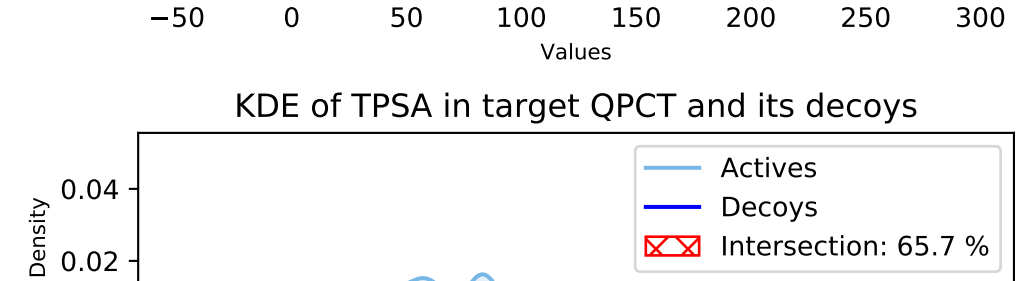 −50 0 50 100 150 200 250 300
Values
KDE of TPSA in target QPCT and its decoys
Density
0.04
0.02
Actives
Decoys
Intersection: 65.7 %